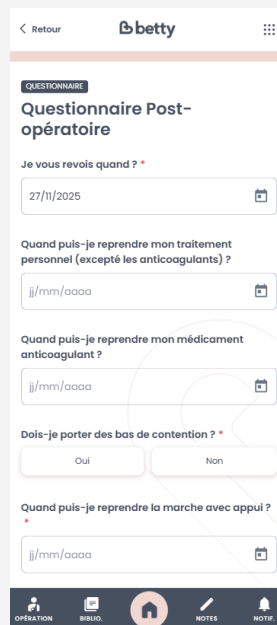 Retour
betty
QUESTIONNAIRE
Questionnaire Post-
opératoire
Je vous revois quand ? *
27/11/2025
Quand puis-je reprendre mon traitement
personnel (excepté les anticoagulants) ?
jj/mm/aaaa
Quand puis-je reprendre mon médicament
anticoagulant ?
jj/mm/aaaa
Dois-je porter des bas de contention ? *
Oui Non
Quand puis-je reprendre la marche avec appui ?
*
jj/mm/aaaa
OPÉRATION BIBLIO. NOTES NOTIF.